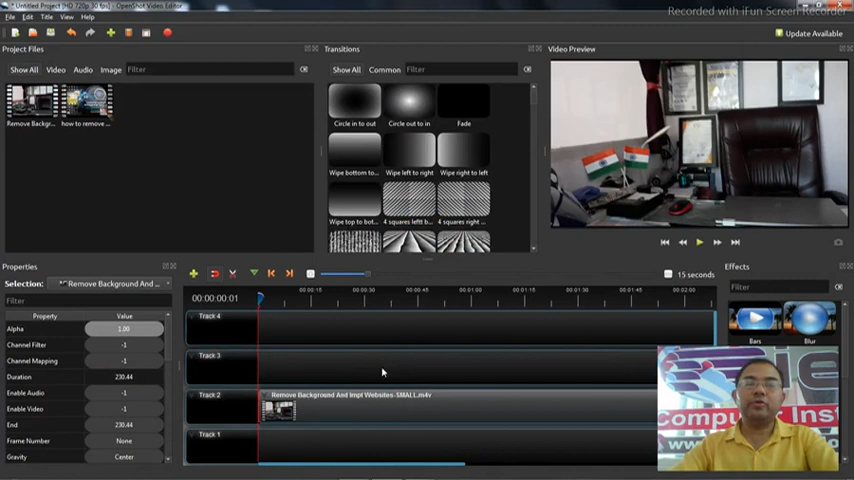 * Untitled Project [HD 720p 30 fps] - OpenShot Video Editor
Recorded with iFun Screen Recorder
File Edit Title View Help
Update Available
Project Files
Transitions
Video Preview
Show All Video Audio Image Filter
Show All Common Filter
Remove Backgr...
how to remove ...
Circle in to out
Circle out to in
Fade
Wipe bottom to...
Wipe left to right
Wipe right to left
Wipe top to bot...
4 squares leftt b...
4 squares right ...
Properties
15 seconds
Effects
Selection: Remove Background And ...
Filter
Filter
00:00:00:01
00:00:15
00:00:30
00:00:45
00:01:00
00:01:15
00:01:30
00:01:45
00:02:00
Property Value
Alpha 1.00
Channel Filter -1
Channel Mapping -1
Duration 230.44
Enable Audio -1
Enable Video -1
End 230.44
Frame Number None
Gravity Center
Track 4
Track 3
Track 2
Remove Background And Impt Websites-SMALL.m4v
Track 1
Bars
Blur
Computer Inst
www.